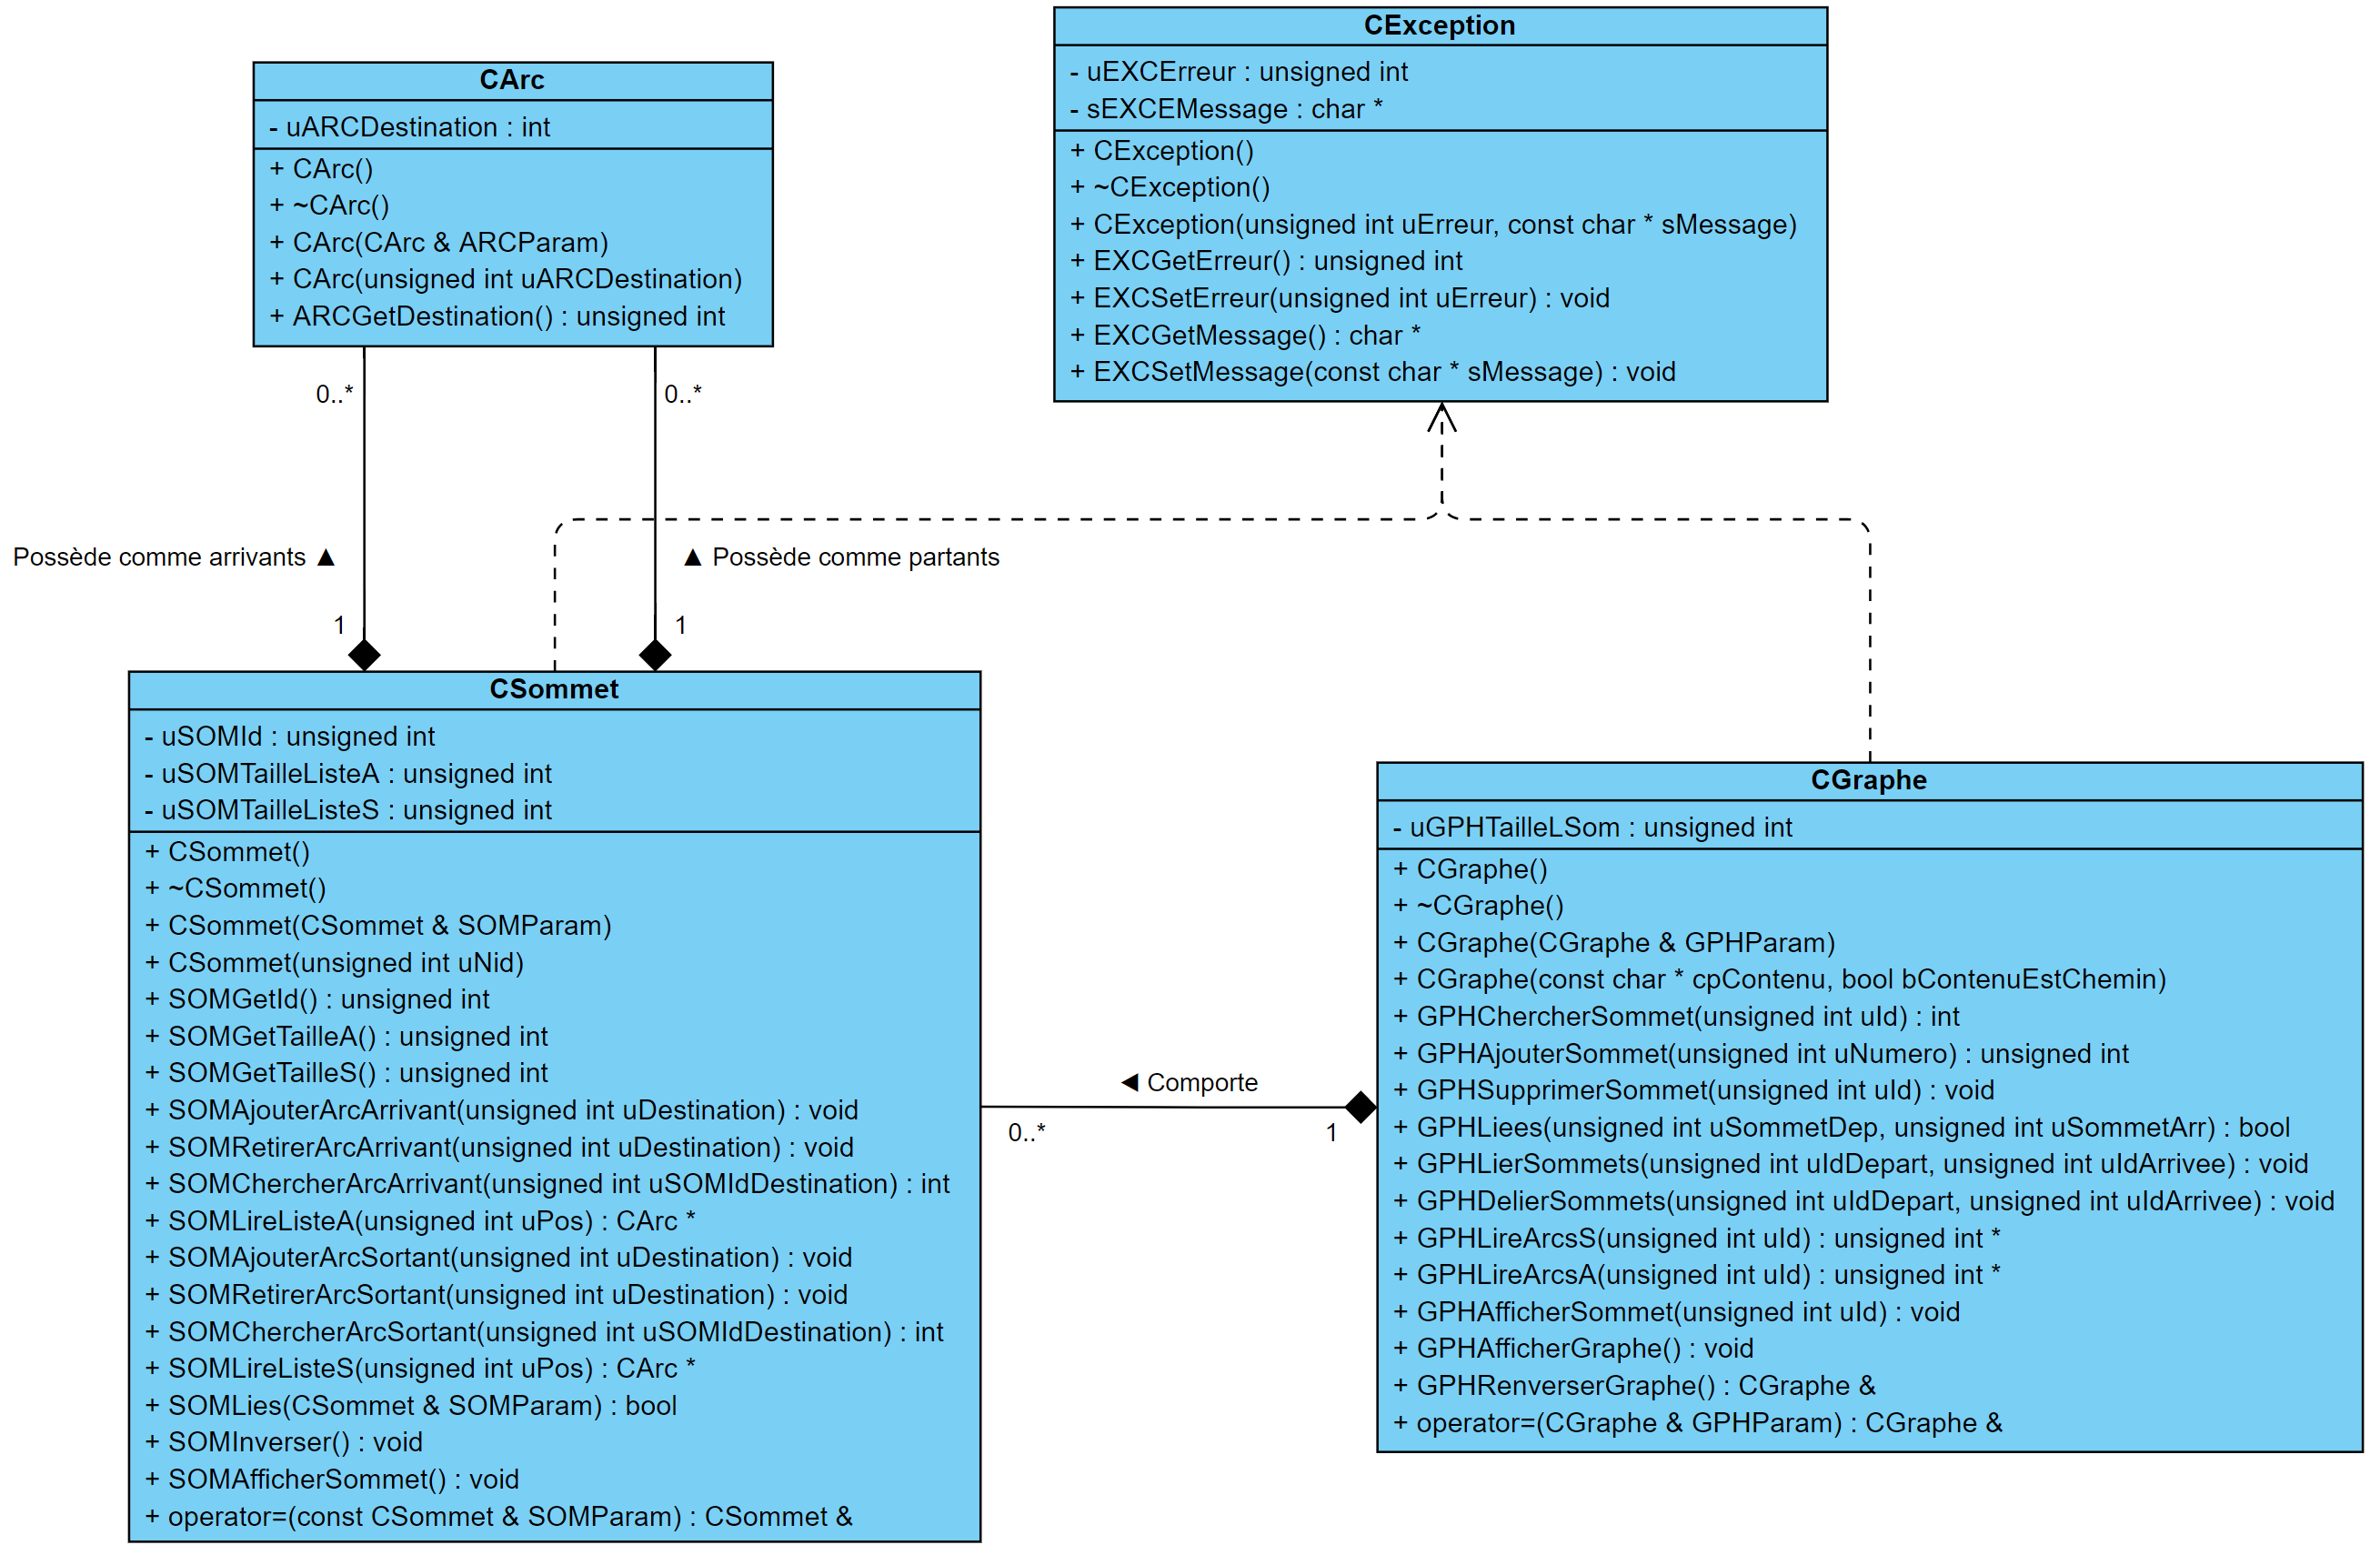 CArc
- uARCDestination : int
+ CArc()
+ ~CArc()
+ CArc(CArc & ARCParam)
+ CArc(unsigned int uARCDestination)
+ ARCGetDestination() : unsigned int
CException
- uEXCErreur : unsigned int
- sEXCEMessage : char *
+ CException()
+ ~CException()
+ CException(unsigned int uErreur, const char * sMessage)
+ EXCGetErreur() : unsigned int
+ EXCSetErreur(unsigned int uErreur) : void
+ EXCGetMessage() : char *
+ EXCSetMessage(const char * sMessage) : void
0..*
0..*
Possède comme arrivants ▲
▲ Possède comme partants
1
1
CSommet
- uSOMId : unsigned int
- uSOMTailleListeA : unsigned int
- uSOMTailleListeS : unsigned int
+ CSommet()
+ ~CSommet()
+ CSommet(CSommet & SOMParam)
+ CSommet(unsigned int uNid)
+ SOMGetId() : unsigned int
+ SOMGetTailleA() : unsigned int
+ SOMGetTailleS() : unsigned int
+ SOMAjouterArcArrivant(unsigned int uDestination) : void
+ SOMRetirerArcArrivant(unsigned int uDestination) : void
+ SOMChercherArcArrivant(unsigned int uSOMIdDestination) : int
+ SOMLireListeA(unsigned int uPos) : CArc *
+ SOMAjouterArcSortant(unsigned int uDestination) : void
+ SOMRetirerArcSortant(unsigned int uDestination) : void
+ SOMChercherArcSortant(unsigned int uSOMIdDestination) : int
+ SOMLireListeS(unsigned int uPos) : CArc *
+ SOMLies(CSommet & SOMParam) : bool
+ SOMInverser() : void
+ SOMAfficherSommet() : void
+ operator=(const CSommet & SOMParam) : CSommet &
◄ Comporte
0..*
1
CGraphe
- uGPHTailleLSom : unsigned int
+ CGraphe()
+ ~CGraphe()
+ CGraphe(CGraphe & GPHParam)
+ CGraphe(const char * cpContenu, bool bContenuEstChemin)
+ GPHChercherSommet(unsigned int uId) : int
+ GPHAjouterSommet(unsigned int uNumero) : unsigned int
+ GPHSupprimerSommet(unsigned int uId) : void
+ GPHLiees(unsigned int uSommetDep, unsigned int uSommetArr) : bool
+ GPHLierSommets(unsigned int uIdDepart, unsigned int uIdArrivee) : void
+ GPHDelierSommets(unsigned int uIdDepart, unsigned int uIdArrivee) : void
+ GPHLireArcsS(unsigned int uId) : unsigned int *
+ GPHLireArcsA(unsigned int uId) : unsigned int *
+ GPHAfficherSommet(unsigned int uId) : void
+ GPHAfficherGraphe() : void
+ GPHRenverserGraphe() : CGraphe &
+ operator=(CGraphe & GPHParam) : CGraphe &